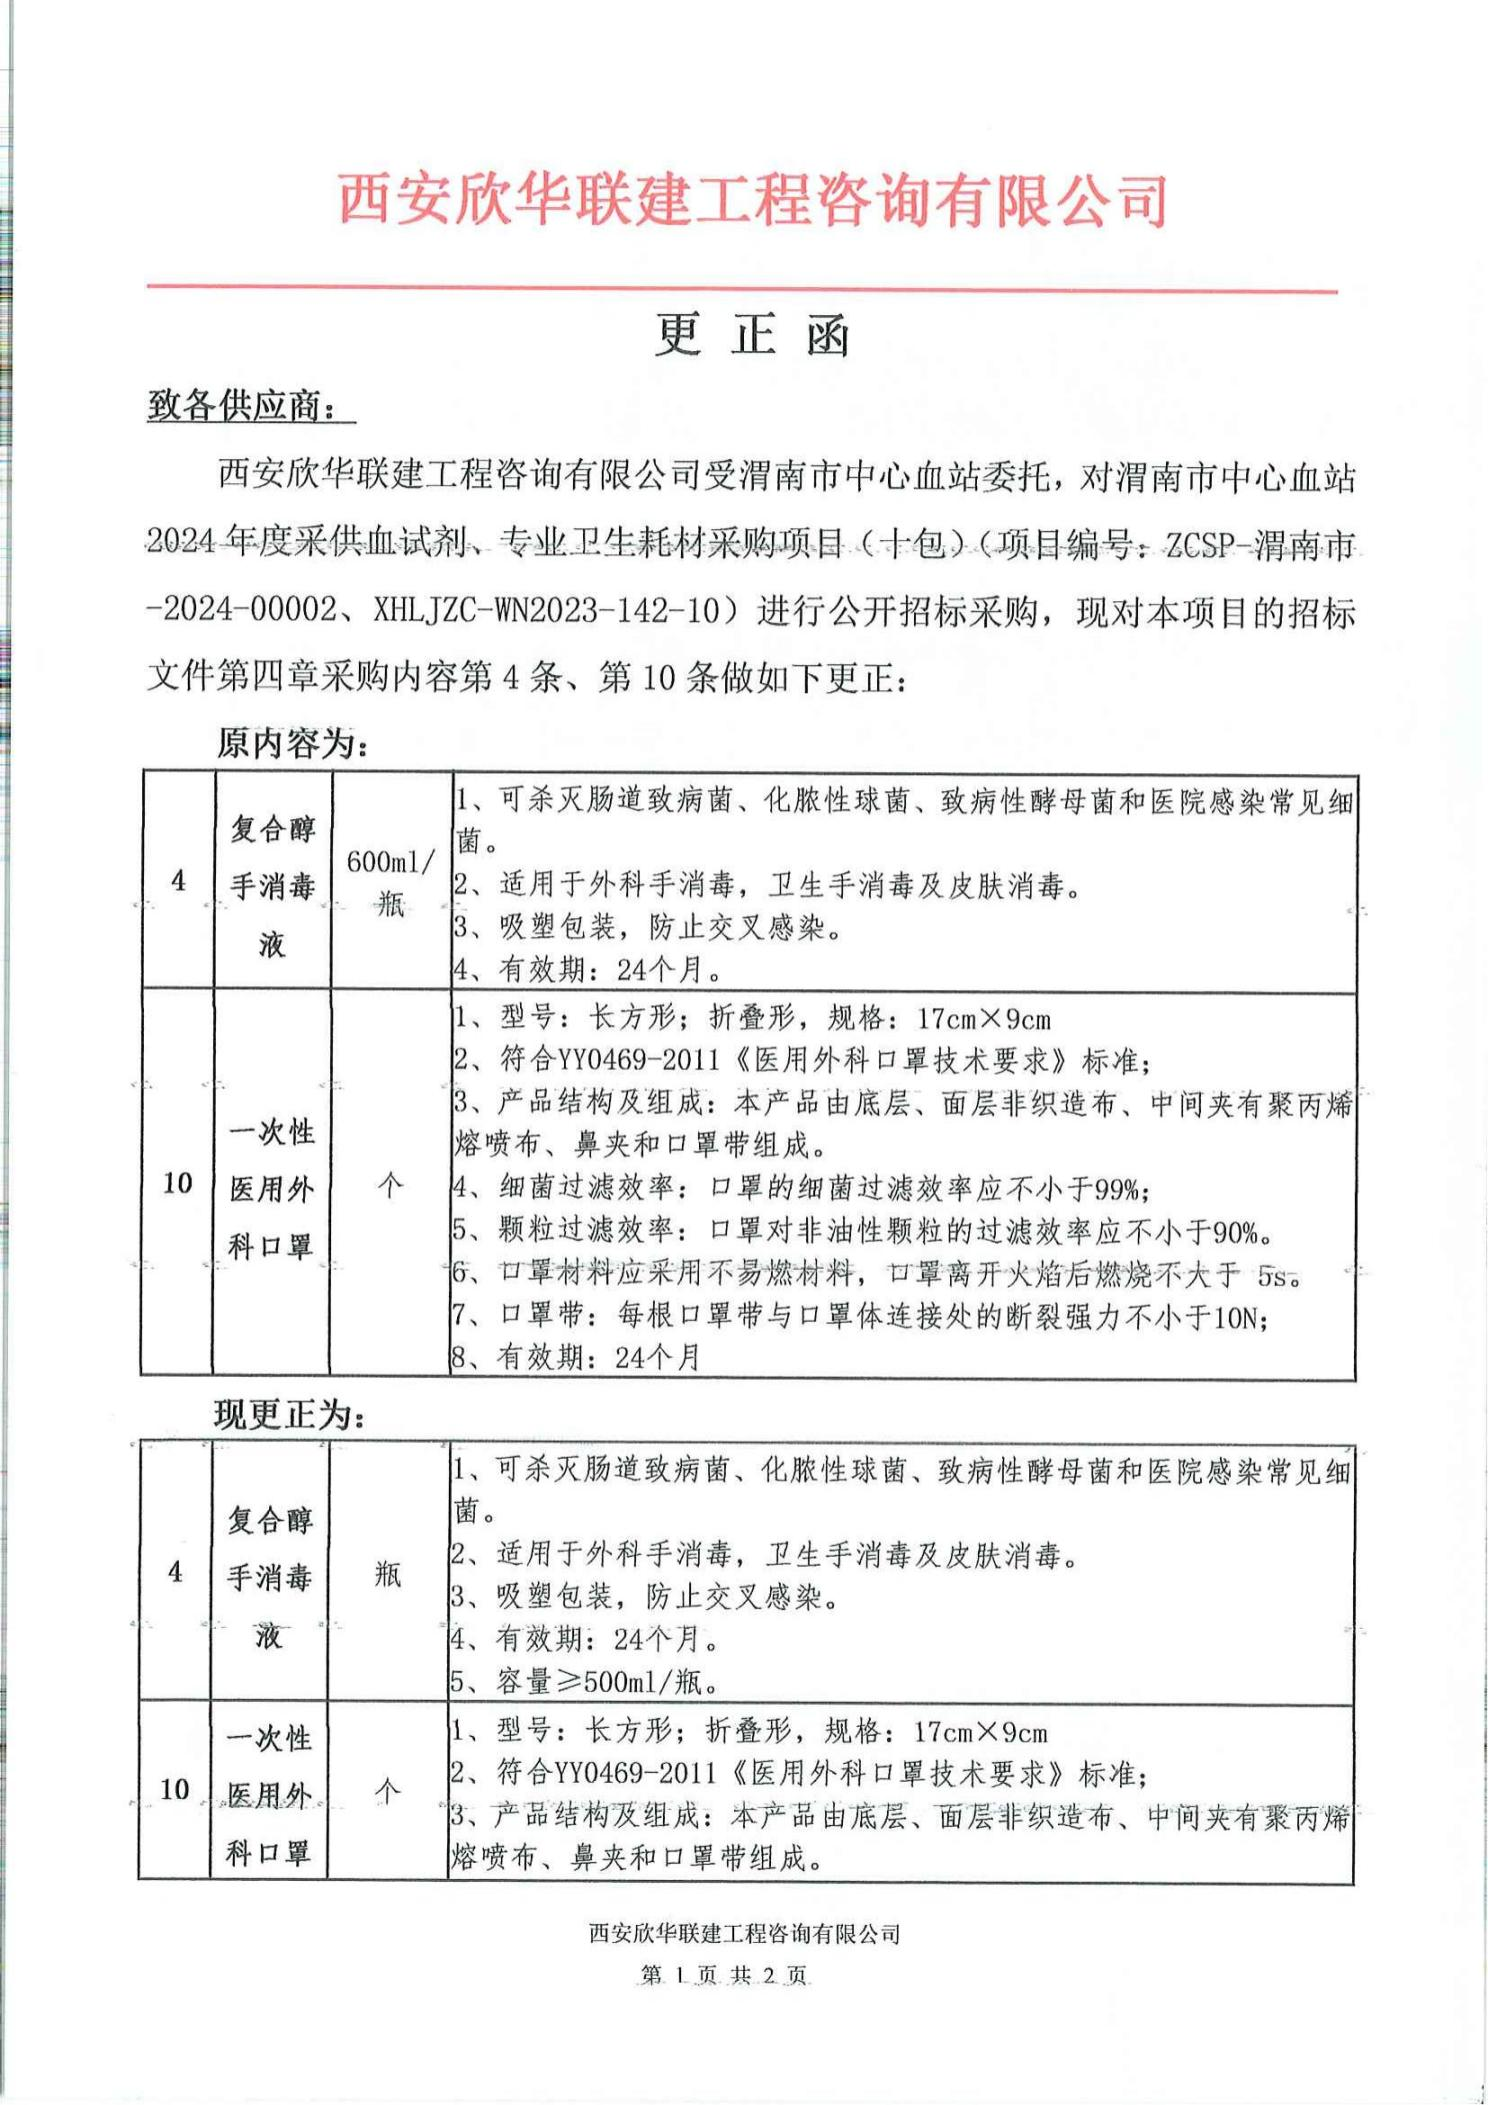 西安欣华联建工程咨询有限公司
更正函
致各供应商：
西安欣华联建工程咨询有限公司受渭南市中心血站委托，对渭南市中心血站
2024年度采供血试剂、专业卫生耗材采购项目（十包）（项目编号：ZCSP-渭南市
-2024-00002、XHLJZC-WN2023-142-10）进行公开招标采购，现对本项目的招标
文件第四章采购内容第 4 条、第 10 条做如下更正：
原内容为：
4
复合醇
手消毒
液
600ml/
瓶
1、可杀灭肠道致病菌、化脓性球菌、致病性酵母菌和医院感染常见细
菌。
2、适用于外科手消毒，卫生手消毒及皮肤消毒。
3、吸塑包装，防止交叉感染。
4、有效期：24个月。
10
一次性
医用外
科口罩
个
1、型号：长方形；折叠形，规格：17cm×9cm
2、符合YY0469-2011《医用外科口罩技术要求》标准；
3、产品结构及组成：本产品由底层、面层非织造布、中间夹有聚丙烯
熔喷布、鼻夹和口罩带组成。
4、细菌过滤效率：口罩的细菌过滤效率应不小于99%；
5、颗粒过滤效率：口罩对非油性颗粒的过滤效率应不小于90%。
6、口罩材料应采用不易燃材料，口罩离开火焰后燃烧不大于 5s。
7、口罩带：每根口罩带与口罩体连接处的断裂强力不小于10N；
8、有效期：24个月
现更正为：
4
复合醇
手消毒
液
瓶
1、可杀灭肠道致病菌、化脓性球菌、致病性酵母菌和医院感染常见细
菌。
2、适用于外科手消毒，卫生手消毒及皮肤消毒。
3、吸塑包装，防止交叉感染。
4、有效期：24个月。
5、容量≥500ml/瓶。
10
一次性
医用外
科口罩
个
1、型号：长方形；折叠形，规格：17cm×9cm
2、符合YY0469-2011《医用外科口罩技术要求》标准；
3、产品结构及组成：本产品由底层、面层非织造布、中间夹有聚丙烯
熔喷布、鼻夹和口罩带组成。
西安欣华联建工程咨询有限公司
第 1 页 共 2 页